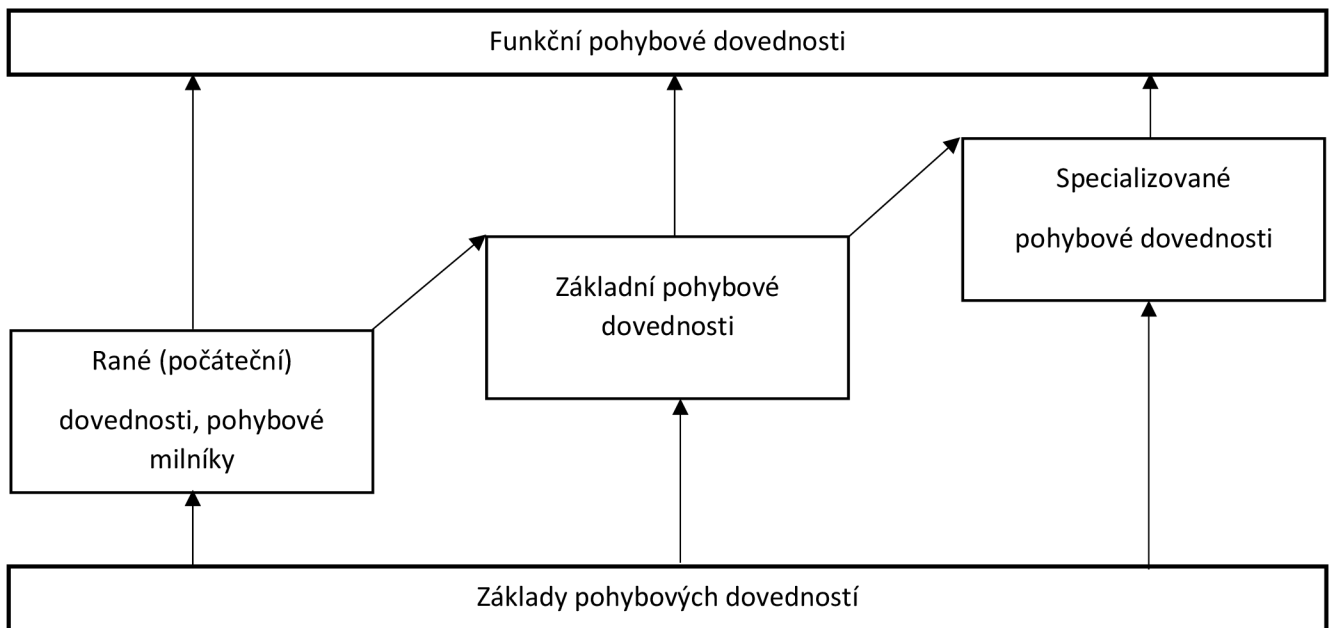 Funkční pohybové dovednosti
Specializované
pohybové dovednosti
Základní pohybové
dovednosti
Rané (počáteční)
dovednosti, pohybové
milníky
Základy pohybových dovedností